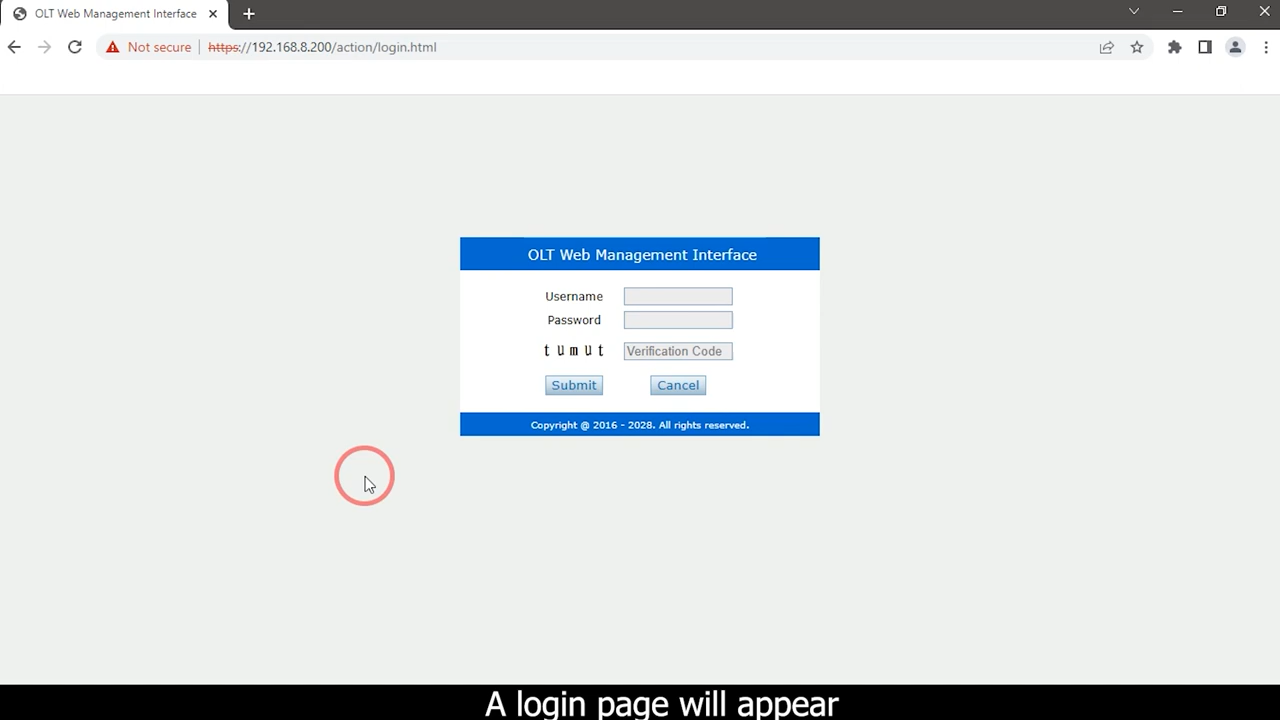 OLT Web Management Interface
Not secure
https://192.168.8.200/action/login.html
OLT Web Management Interface
Username
Password
t u m u t Verification Code
Submit Cancel
Copyright @ 2016 - 2028. All rights reserved.
A login page will appear